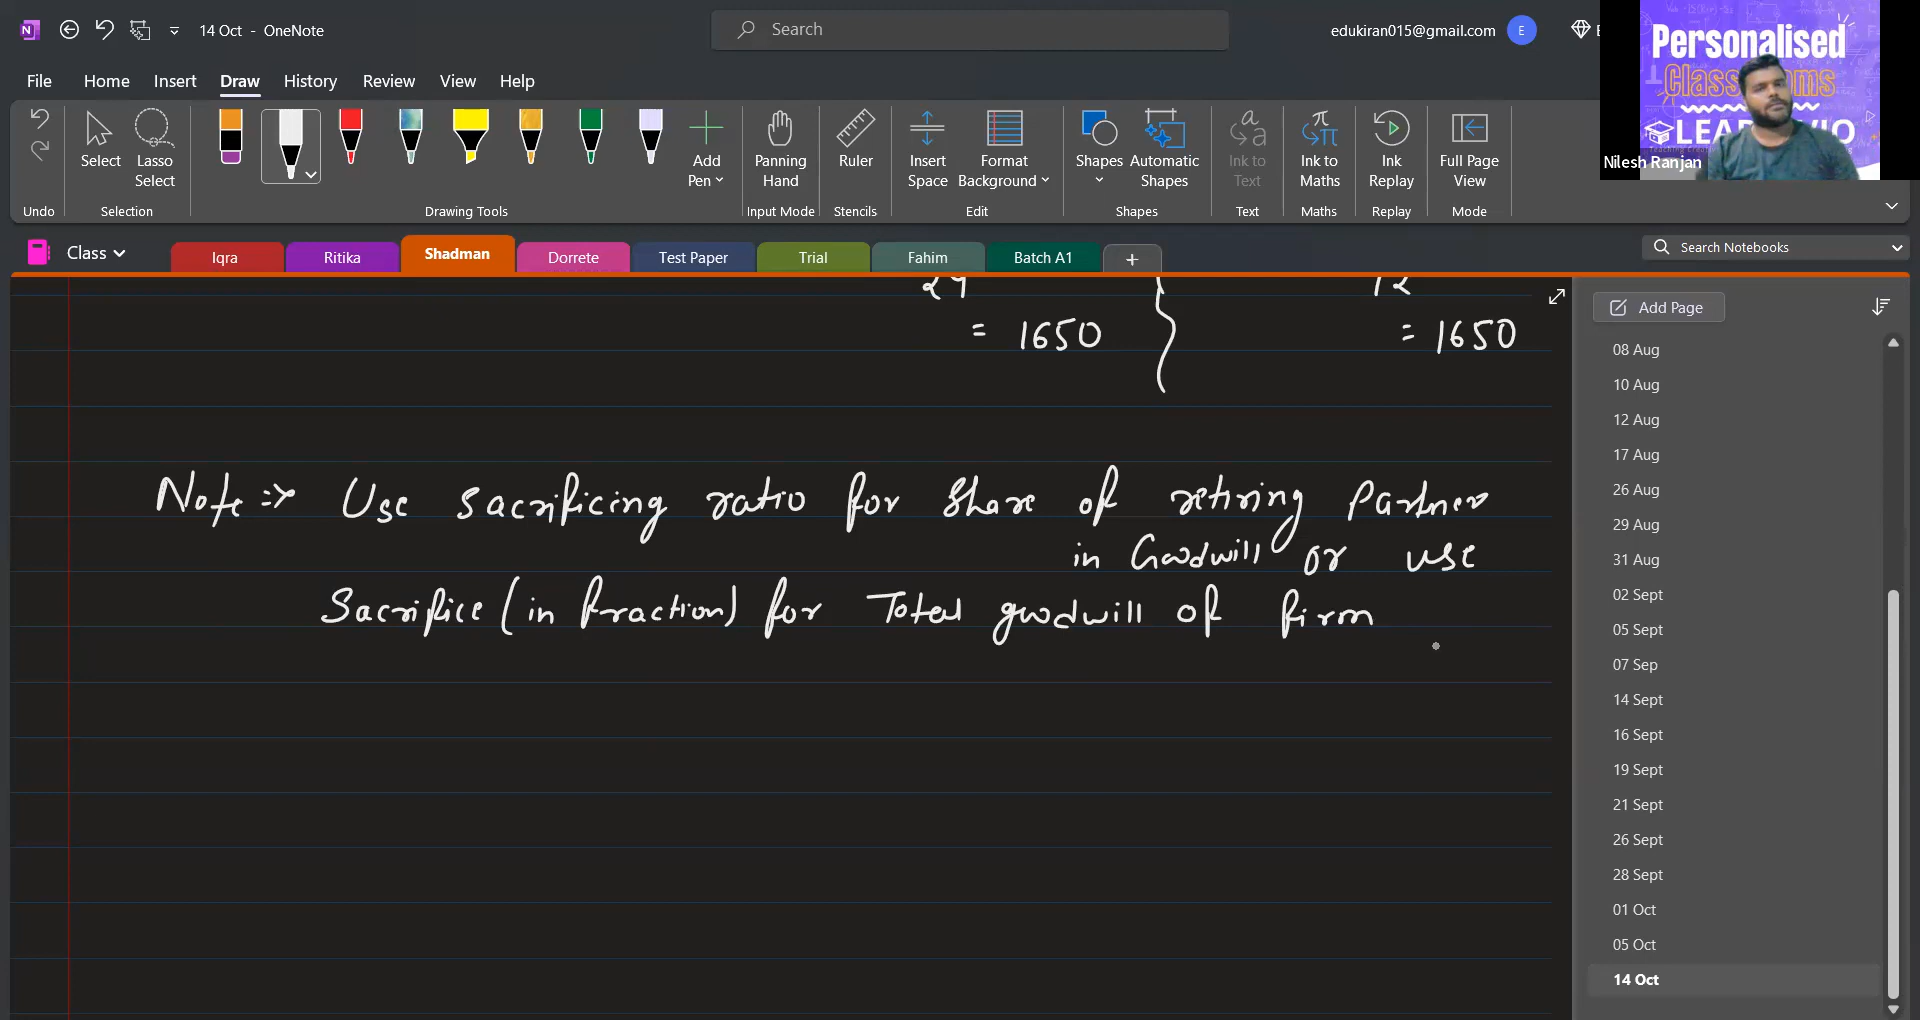 14 Oct - OneNote
Search
edukiran015@gmail.com
E
Personalised
Classrooms
Nilesh Ranjan
File Home Insert Draw History Review View Help
Select
Lasso Select
Add Pen
Panning Hand
Ruler
Insert Space
Format Background
Shapes
Automatic Shapes
Ink to Text
Ink to Maths
Ink Replay
Full Page View
Undo Selection Drawing Tools Input Mode Stencils Edit Shapes Text Maths Replay Mode
Class
Iqra Ritika Shadman Dorrete Test Paper Trial Fahim Batch A1 +
Search Notebooks
Add Page
24 12
= 1650 = 1650
Note => Use sacrificing ratio for share of retiring Partner
in Goodwill or use
Sacrifice (in fraction) for Total goodwill of firm
08 Aug
10 Aug
12 Aug
17 Aug
26 Aug
29 Aug
31 Aug
02 Sept
05 Sept
07 Sep
14 Sept
16 Sept
19 Sept
21 Sept
26 Sept
28 Sept
01 Oct
05 Oct
14 Oct